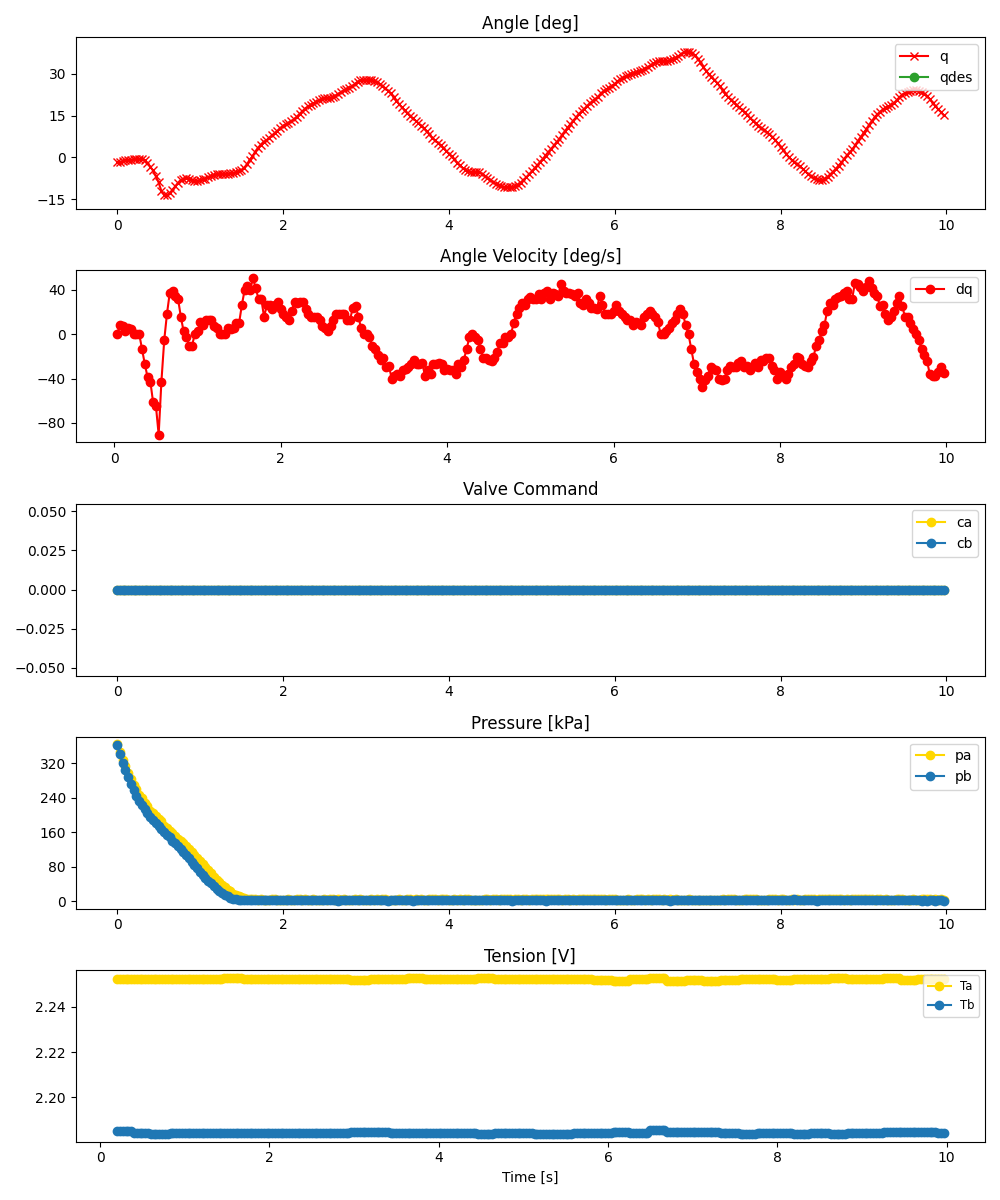 Angle [deg]
30
15
0
−15
q
qdes
0 2 4 6 8 10
Angle Velocity [deg/s]
40
0
−40
−80
dq
0 2 4 6 8 10
Valve Command
0.050
0.025
0.000
−0.025
−0.050
ca
cb
0 2 4 6 8 10
Pressure [kPa]
320
240
160
80
0
pa
pb
0 2 4 6 8 10
Tension [V]
2.24
2.22
2.20
Ta
Tb
0 2 4 6 8 10
Time [s]